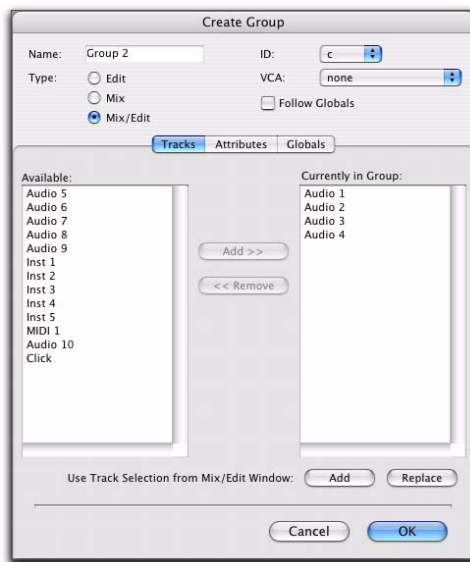 Create Group
Name: Group 2 ID: c
Type: Edit VCA: none
Mix Follow Globals
Mix/Edit
Tracks Attributes Globals
Available: Currently in Group:
Audio 5 Audio 1
Audio 6 Audio 2
Audio 7 Audio 3
Audio 8 Audio 4
Audio 9
Inst 1
Inst 2
Inst 3
Inst 4
Inst 5
MIDI 1
Audio 10
Click
Add >>
<< Remove
Use Track Selection from Mix/Edit Window: Add Replace
Cancel OK